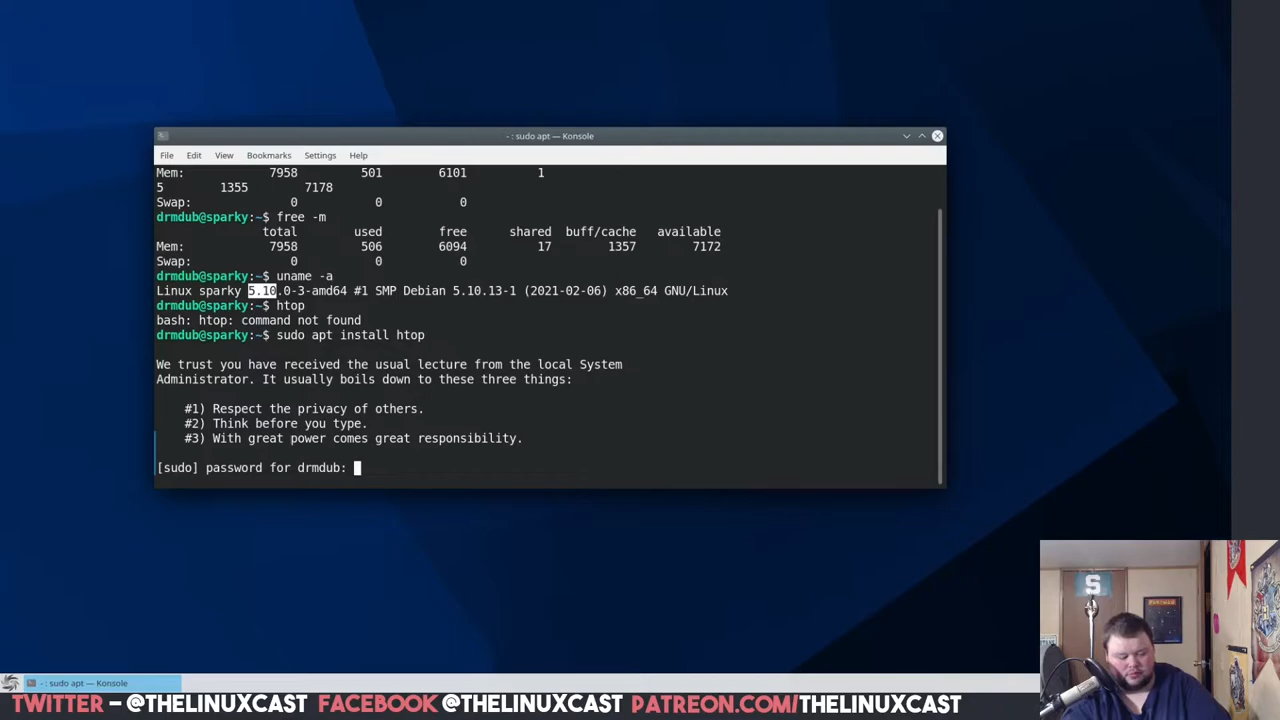 - : sudo apt — Konsole
File Edit View Bookmarks Settings Help
Mem: 7958 501 6101 1
5 1355 7178
Swap: 0 0 0
drmdub@sparky:~$ free -m
total used free shared buff/cache available
Mem: 7958 506 6094 17 1357 7172
Swap: 0 0 0
drmdub@sparky:~$ uname -a
Linux sparky 5.10.0-3-amd64 #1 SMP Debian 5.10.13-1 (2021-02-06) x86_64 GNU/Linux
drmdub@sparky:~$ htop
bash: htop: command not found
drmdub@sparky:~$ sudo apt install htop
We trust you have received the usual lecture from the local System
Administrator. It usually boils down to these three things:
#1) Respect the privacy of others.
#2) Think before you type.
#3) With great power comes great responsibility.
[sudo] password for drmdub:
S
- : sudo apt — Konsole
TWITTER – @THELINUXCAST FACEBOOK @THELINUXCAST PATREON.COM/THELINUXCAST